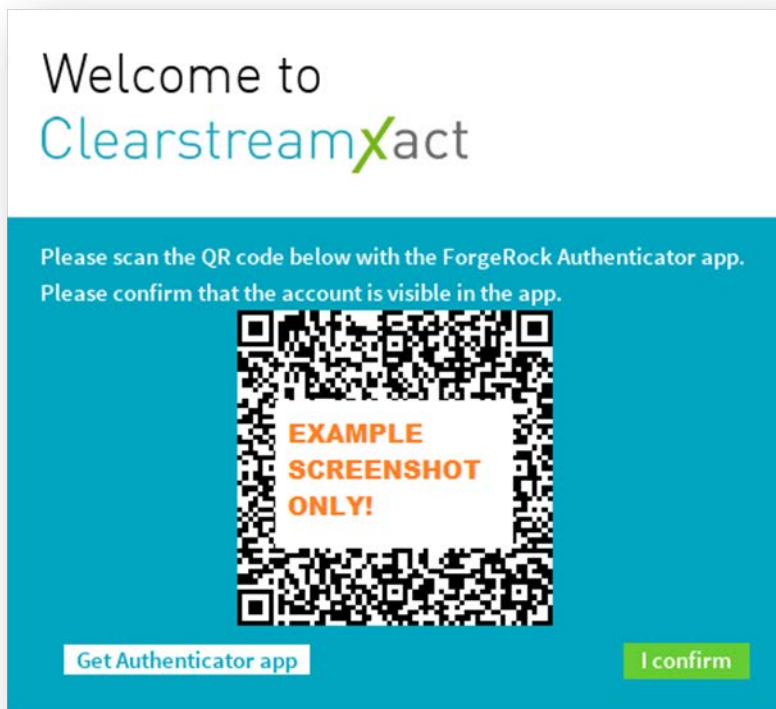 Welcome to
ClearstreamXact
Please scan the QR code below with the ForgeRock Authenticator app.
Please confirm that the account is visible in the app.
EXAMPLE
SCREENSHOT
ONLY!
Get Authenticator app
I confirm